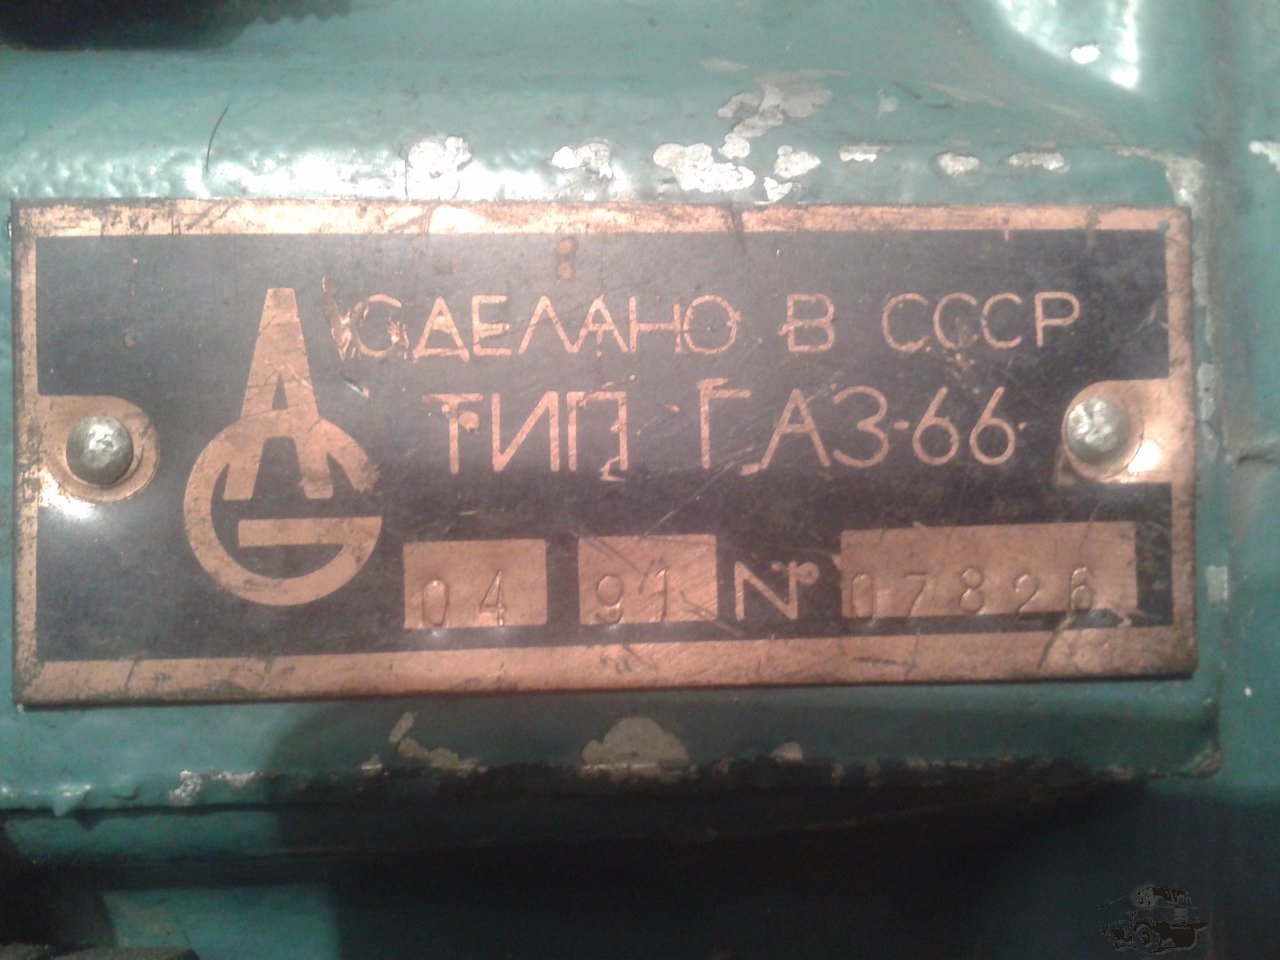 СДЕЛАНО В СССР
ТИП ГАЗ-66
04 91 № 07826